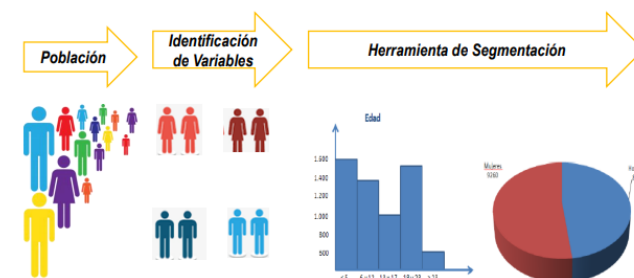 Población
Identificación
de Variables
Herramienta de Segmentación
Edad
1.600
1.400
1.200
1.000
800
500
Mujeres
9260